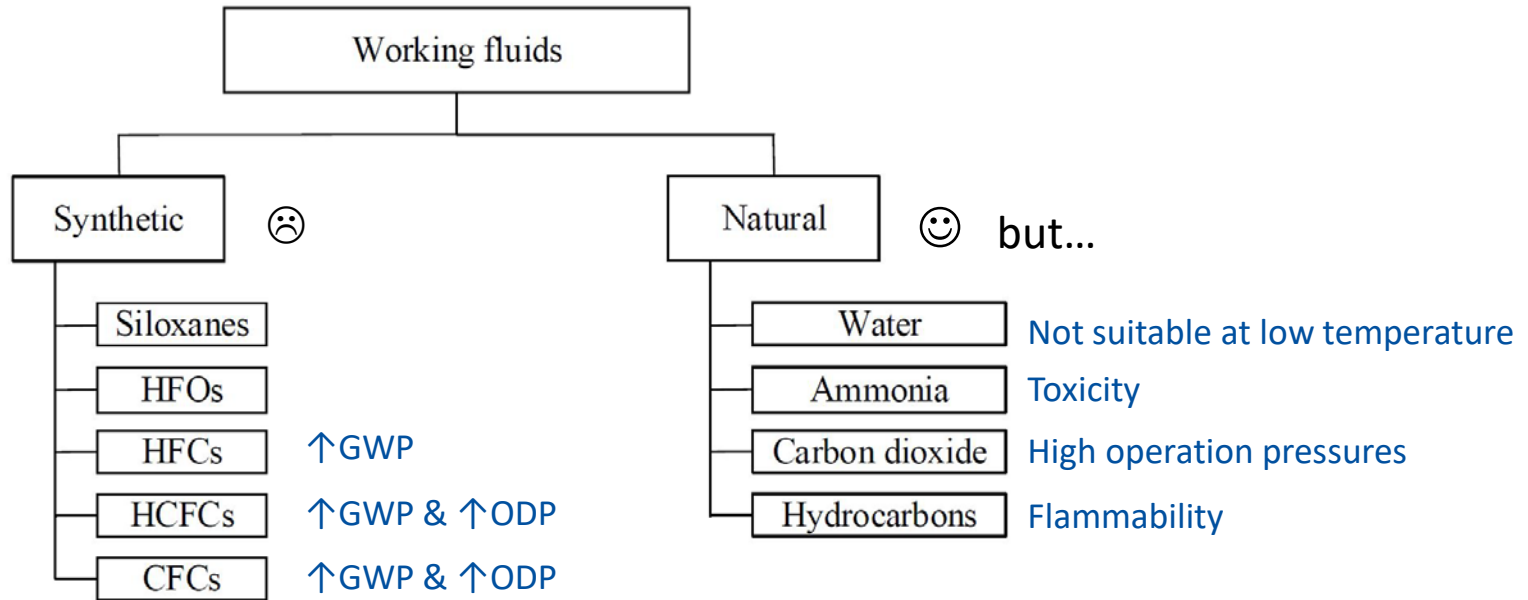 Working fluids
Synthetic ☹
Natural ☺ but...
Siloxanes
HFOs
HFCs ↑GWP
HCFCs ↑GWP & ↑ODP
CFCs ↑GWP & ↑ODP
Water Not suitable at low temperature
Ammonia Toxicity
Carbon dioxide High operation pressures
Hydrocarbons Flammability